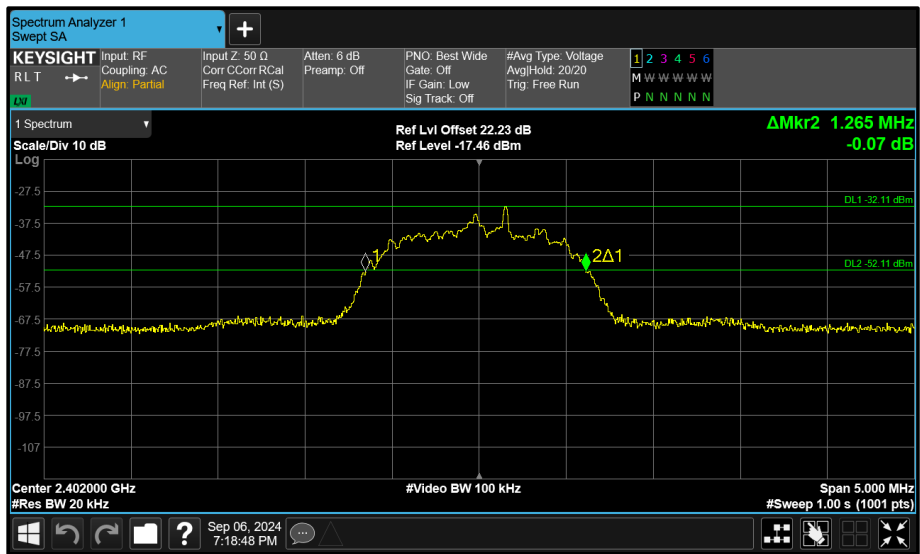 Spectrum Analyzer 1
Swept SA
KEYSIGHT
R L T
LXI
Input: RF
Coupling: AC
Align: Partial
Input Z: 50 Ω
Corr CCorr RCal
Freq Ref: Int (S)
Atten: 6 dB
Preamp: Off
PNO: Best Wide
Gate: Off
IF Gain: Low
Sig Track: Off
#Avg Type: Voltage
Avg|Hold: 20/20
Trig: Free Run
1 2 3 4 5 6
M W W W W W
P N N N N N
1 Spectrum
Scale/Div 10 dB
Log
Ref Lvl Offset 22.23 dB
Ref Level -17.46 dBm
ΔMkr2 1.265 MHz
-0.07 dB
-27.5
DL1 -32.11 dBm
-37.5
-47.5
1
2Δ1
DL2 -52.11 dBm
-57.5
-67.5
-77.5
-87.5
-97.5
-107
Center 2.402000 GHz
#Video BW 100 kHz
Span 5.000 MHz
#Res BW 20 kHz
#Sweep 1.00 s (1001 pts)
?
Sep 06, 2024
7:18:48 PM